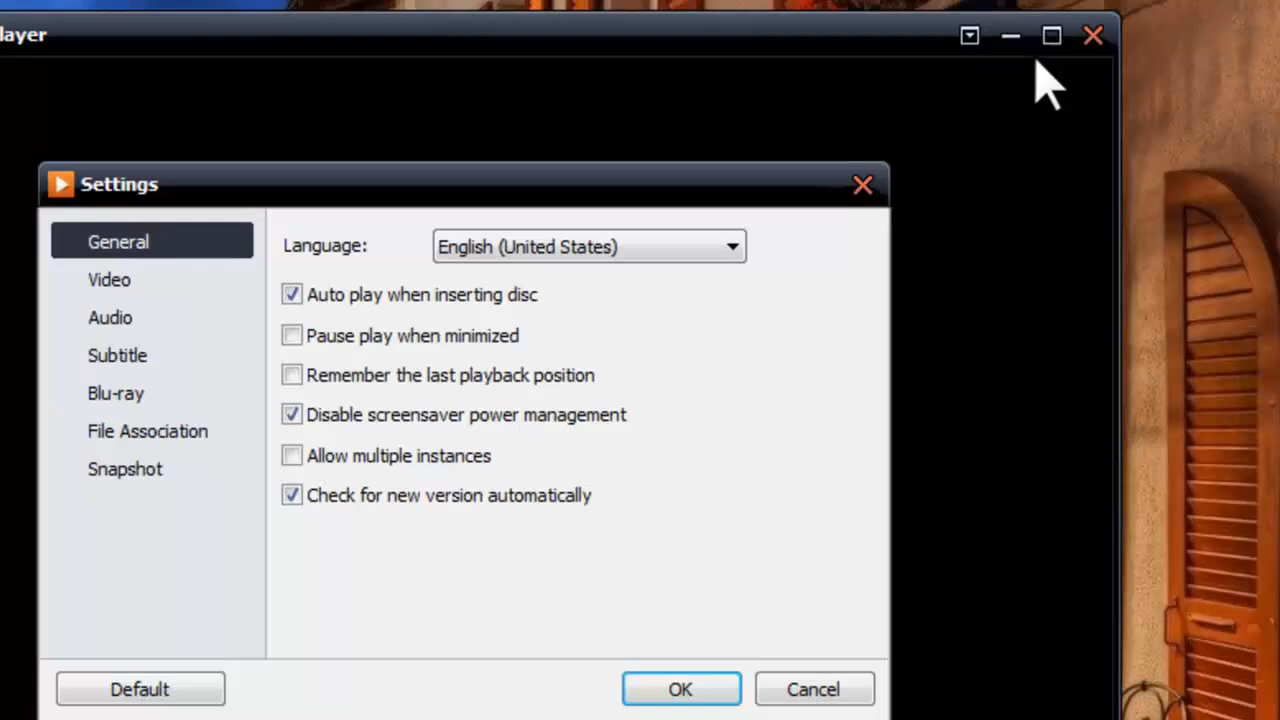 layer
Settings
General
Video
Audio
Subtitle
Blu-ray
File Association
Snapshot
Language:
English (United States)
Auto play when inserting disc
Pause play when minimized
Remember the last playback position
Disable screensaver power management
Allow multiple instances
Check for new version automatically
Default
OK
Cancel